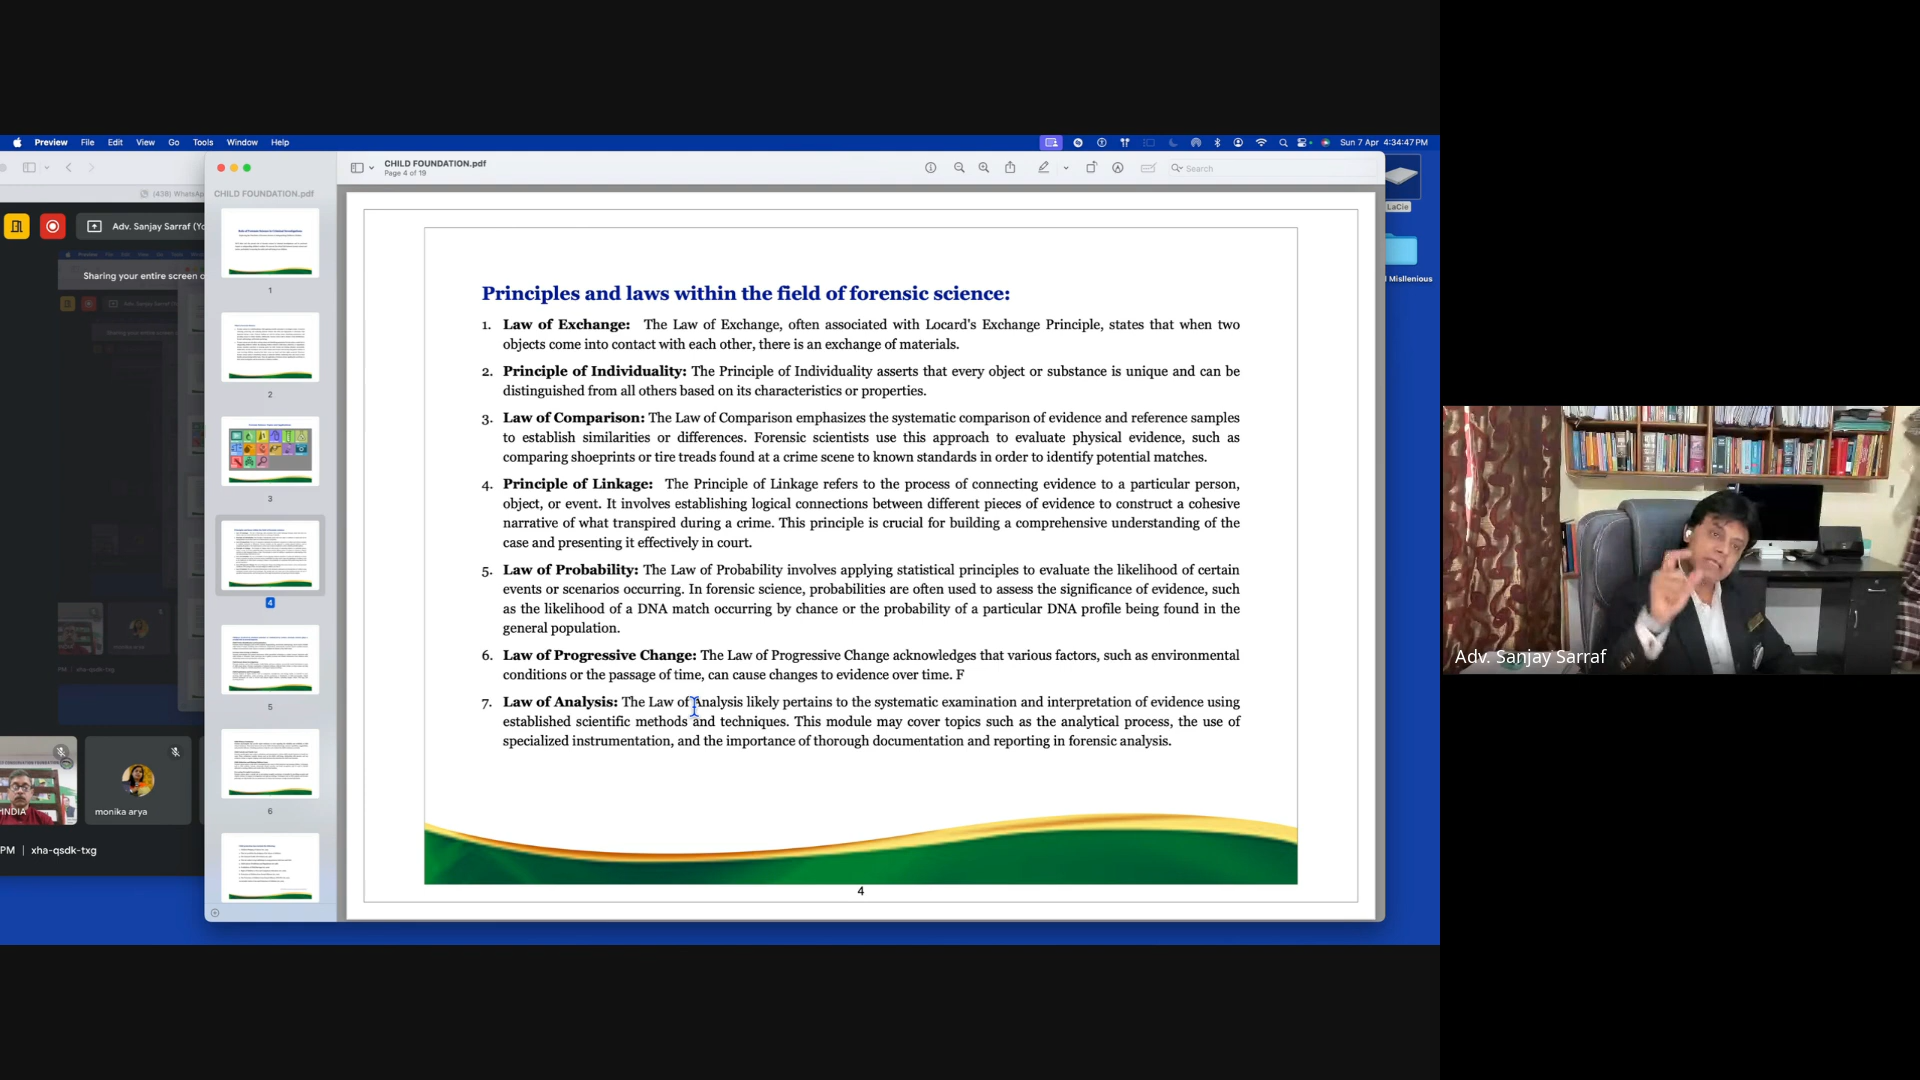 Preview File Edit View Go Tools Window Help
Sun 7 Apr 4:34:47 PM
CHILD FOUNDATION.pdf
Page 4 of 19
Search
(438) WhatsAp
CHILD FOUNDATION.pdf
LaCie
Adv. Sanjay Sarraf (Yo
Sharing your entire screen o
Mislenious
1
2
3
4
5
6
Principles and laws within the field of forensic science:
1. Law of Exchange: The Law of Exchange, often associated with Locard's Exchange Principle, states that when two
objects come into contact with each other, there is an exchange of materials.
2. Principle of Individuality: The Principle of Individuality asserts that every object or substance is unique and can be
distinguished from all others based on its characteristics or properties.
3. Law of Comparison: The Law of Comparison emphasizes the systematic comparison of evidence and reference samples
to establish similarities or differences. Forensic scientists use this approach to evaluate physical evidence, such as
comparing shoeprints or tire treads found at a crime scene to known standards in order to identify potential matches.
4. Principle of Linkage: The Principle of Linkage refers to the process of connecting evidence to a particular person,
object, or event. It involves establishing logical connections between different pieces of evidence to construct a cohesive
narrative of what transpired during a crime. This principle is crucial for building a comprehensive understanding of the
case and presenting it effectively in court.
5. Law of Probability: The Law of Probability involves applying statistical principles to evaluate the likelihood of certain
events or scenarios occurring. In forensic science, probabilities are often used to assess the significance of evidence, such
as the likelihood of a DNA match occurring by chance or the probability of a particular DNA profile being found in the
general population.
6. Law of Progressive Change: The Law of Progressive Change acknowledges that various factors, such as environmental
conditions or the passage of time, can cause changes to evidence over time. F
7. Law of Analysis: The Law of Analysis likely pertains to the systematic examination and interpretation of evidence using
established scientific methods and techniques. This module may cover topics such as the analytical process, the use of
specialized instrumentation, and the importance of thorough documentation and reporting in forensic analysis.
4
INDIA
monika arya
PM | xha-qsdk-txg
Adv. Sanjay Sarraf